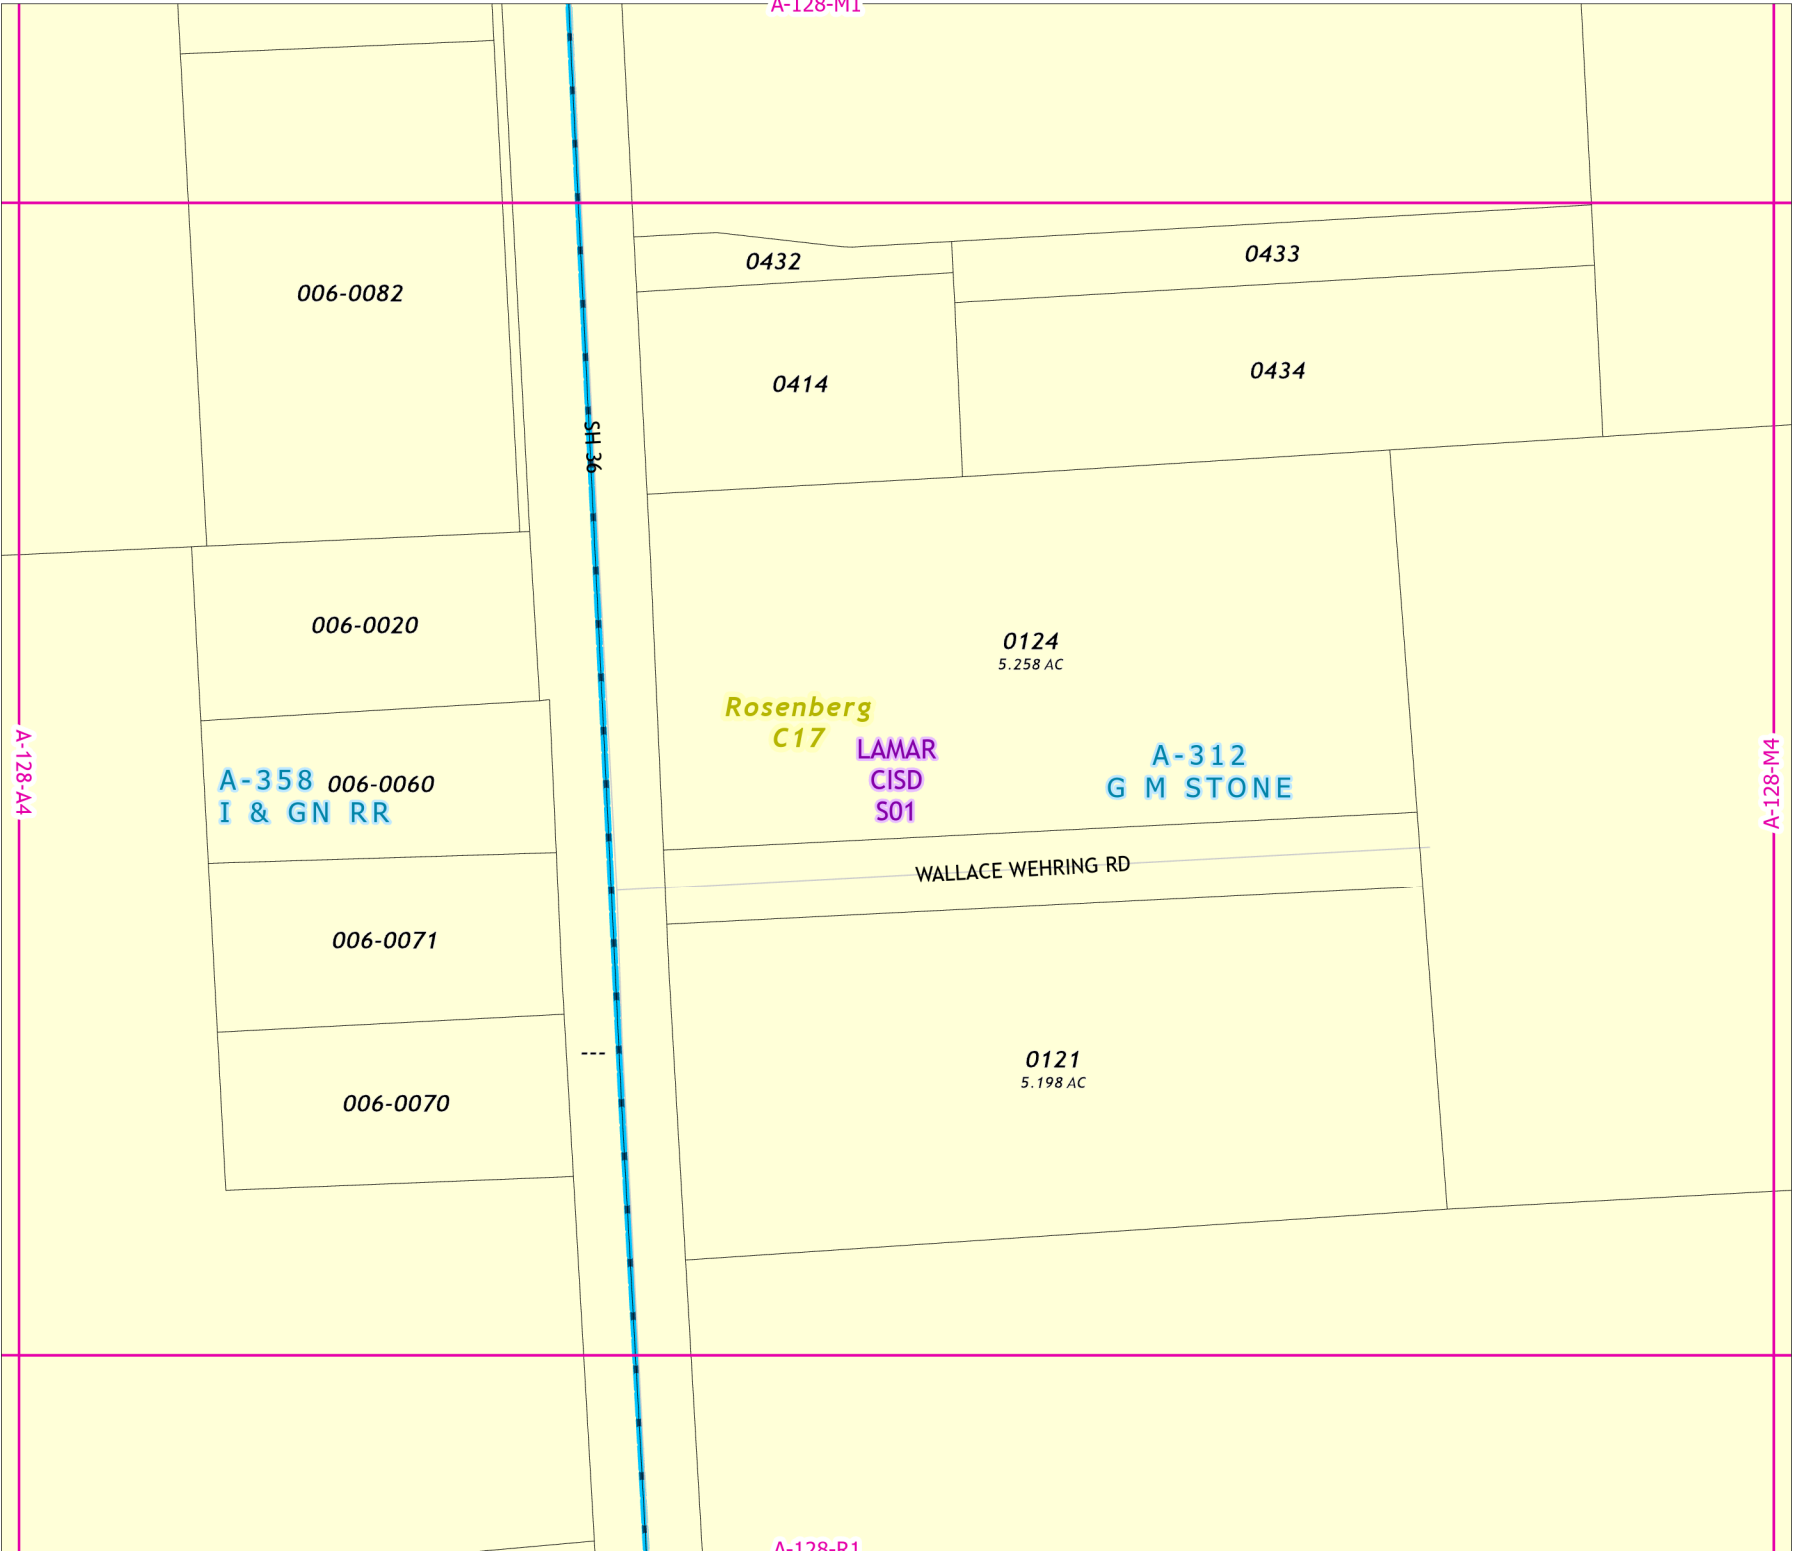 A-128-M1
0432
0433
006-0082
0414
0434
SH 36
006-0020
0124
5.258 AC
Rosenberg
C17
LAMAR
CISD
S01
A-312
G M STONE
A-128-A4
A-358
I & GN RR
006-0060
A-128-M4
WALLACE WEHRING RD
006-0071
---
0121
5.198 AC
006-0070
A-128-R1